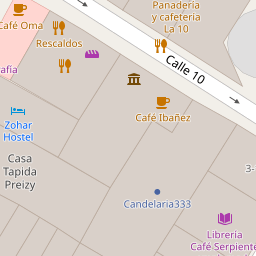 Panadería
y cafetería
La 10
Café Oma
Rescaldos
Calle 10
afía
Café Ibañez
Zohar
Hostel
Casa
Tapida
Preizy
3-
Candelaria333
Librería
Café Serpiente